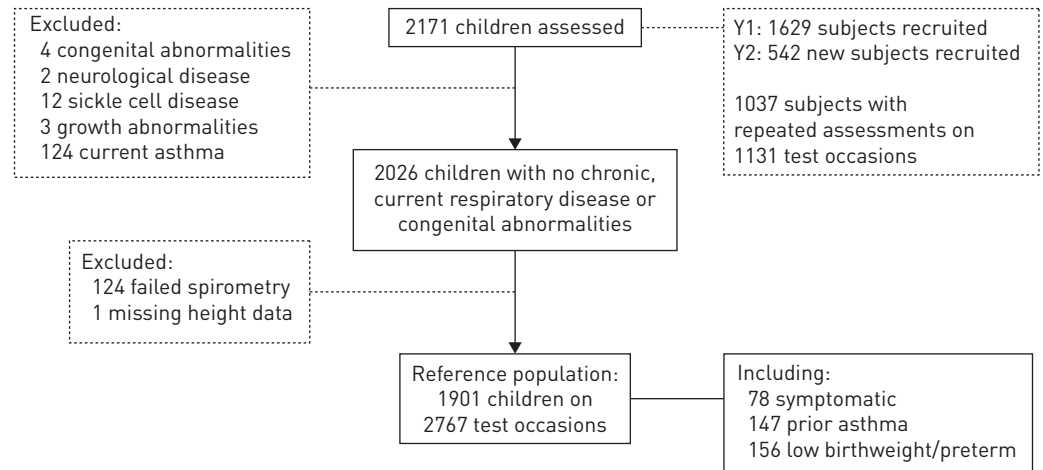 Excluded:
4 congenital abnormalities
2 neurological disease
12 sickle cell disease
3 growth abnormalities
124 current asthma
2171 children assessed
Y1: 1629 subjects recruited
Y2: 542 new subjects recruited
1037 subjects with
repeated assessments on
1131 test occasions
2026 children with no chronic,
current respiratory disease or
congenital abnormalities
Excluded:
124 failed spirometry
1 missing height data
Reference population:
1901 children on
2767 test occasions
Including:
78 symptomatic
147 prior asthma
156 low birthweight/preterm